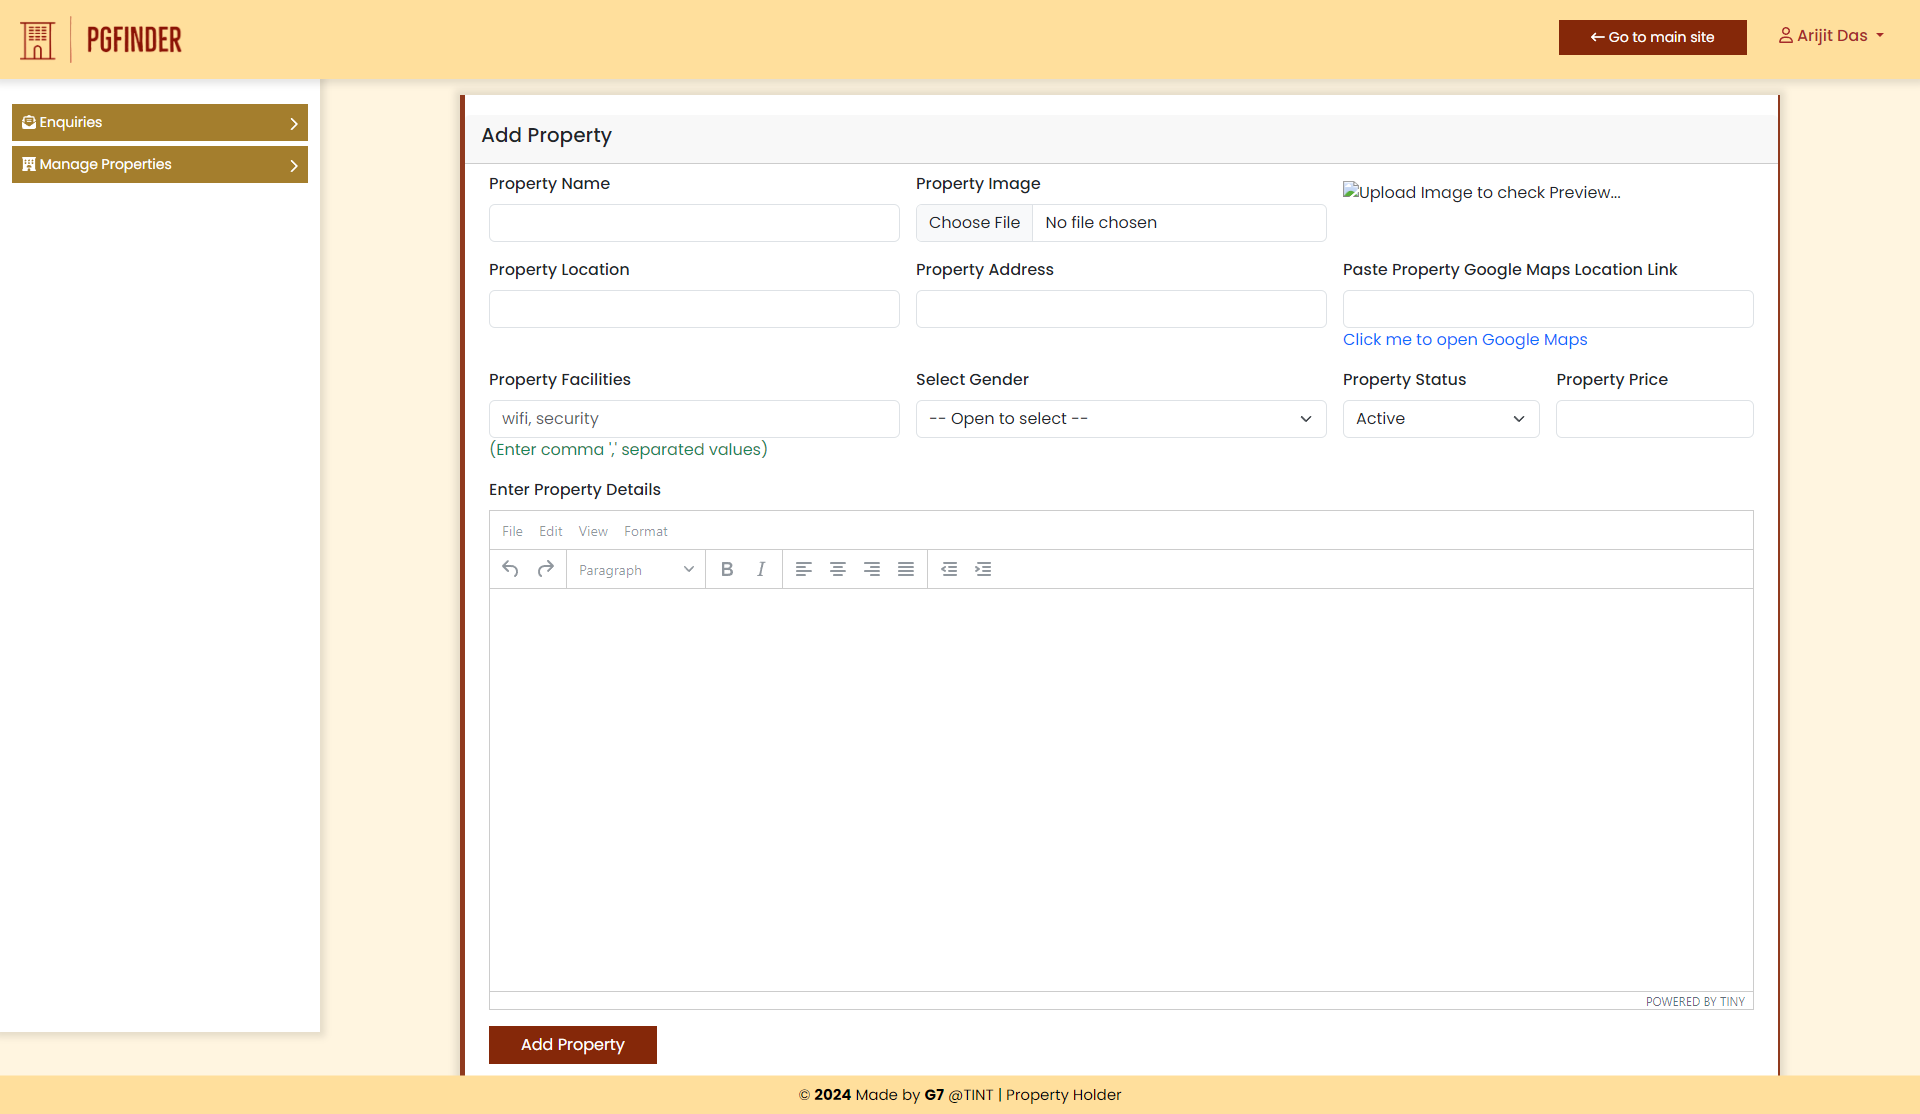 PGFINDER
Go to main site
Arijit Das
Enquiries
Manage Properties
Add Property
Property Name
Property Image
Choose File No file chosen
Upload Image to check Preview...
Property Location
Property Address
Paste Property Google Maps Location Link
Click me to open Google Maps
Property Facilities
wifi, security
(Enter comma ',' separated values)
Select Gender
-- Open to select --
Property Status
Active
Property Price
Enter Property Details
File Edit View Format
Paragraph B I
POWERED BY TINY
Add Property
© 2024 Made by G7 @TINT | Property Holder